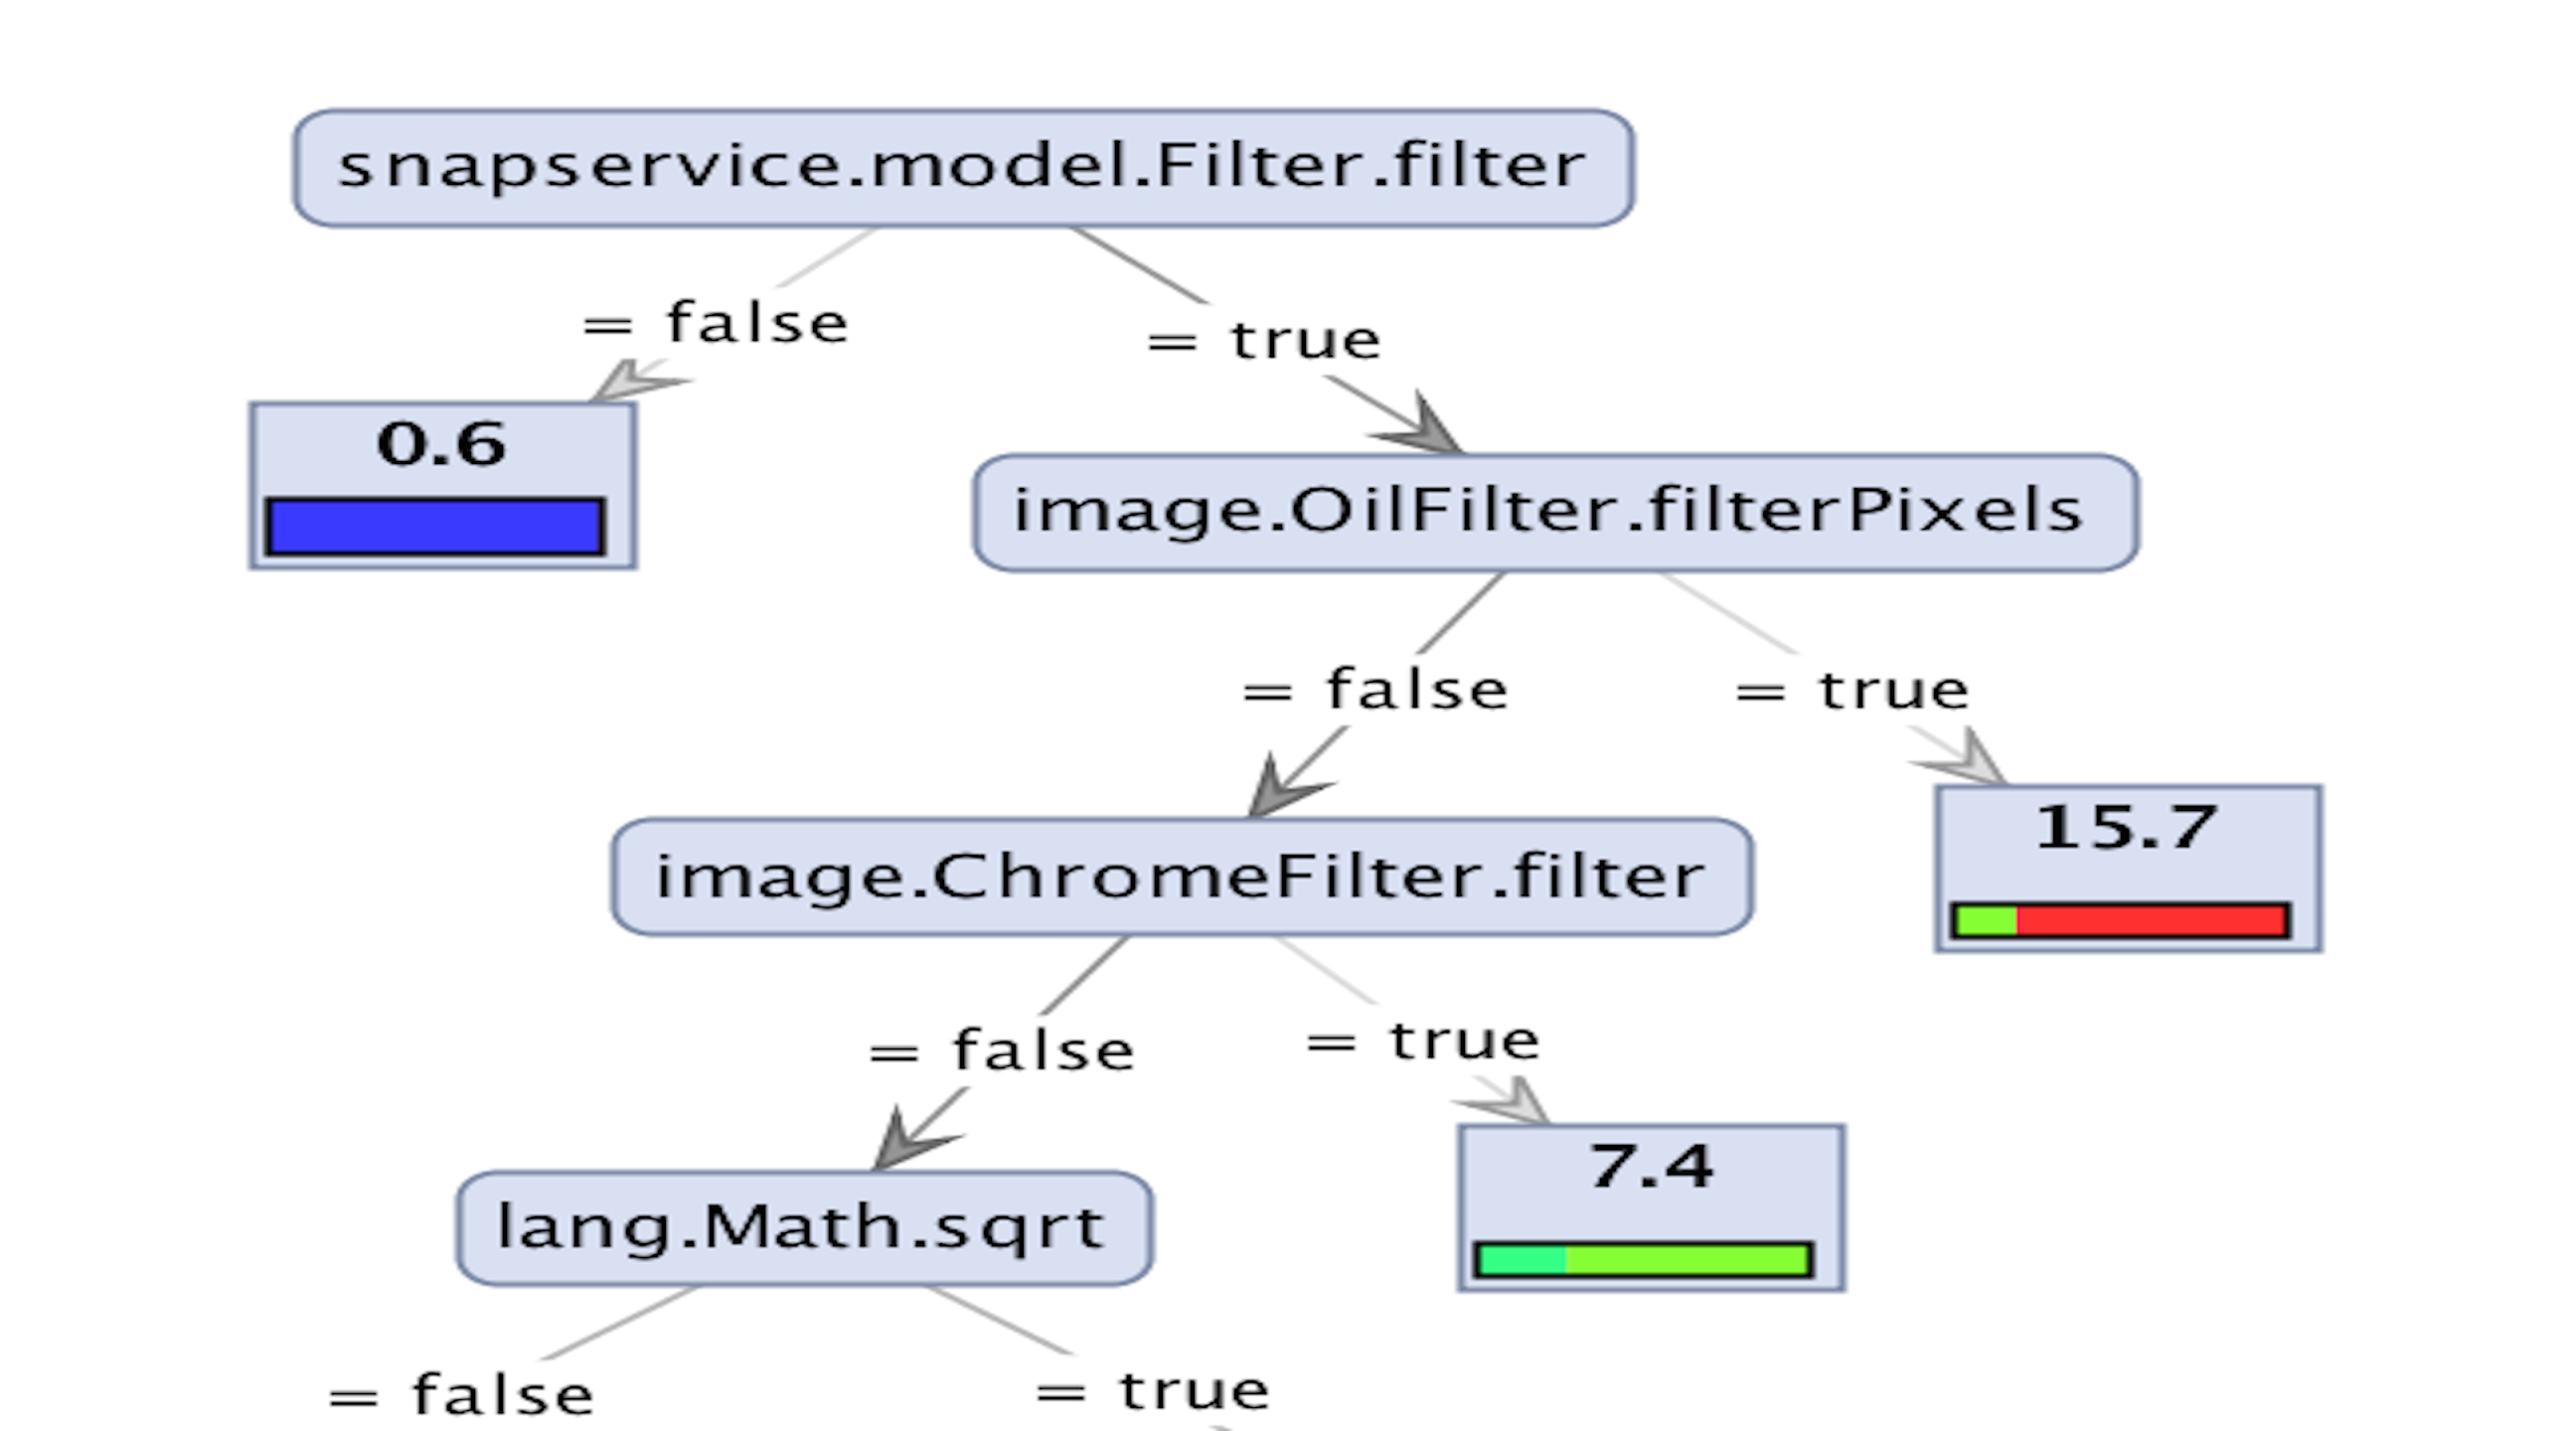 snapservice.model.Filter.filter
= false
= true
0.6
image.OilFilter.filterPixels
= false
= true
15.7
image.ChromeFilter.filter
= false
= true
7.4
lang.Math.sqrt
= false
= true